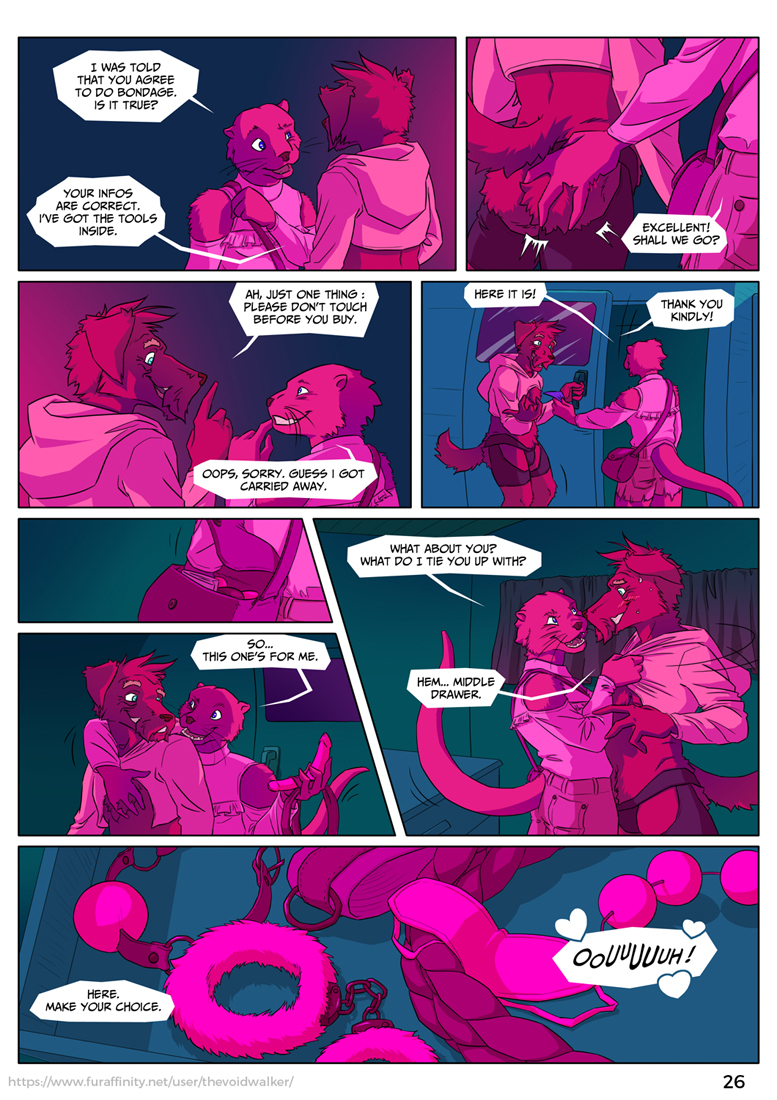 I WAS TOLD
THAT YOU AGREE
TO DO BONDAGE.
IS IT TRUE?
YOUR INFOS
ARE CORRECT.
I'VE GOT THE TOOLS
INSIDE.
EXCELLENT!
SHALL WE GO?
AH, JUST ONE THING :
PLEASE DON'T TOUCH
BEFORE YOU BUY.
OOPS, SORRY. GUESS I GOT
CARRIED AWAY.
HERE IT IS!
THANK YOU
KINDLY!
SO...
THIS ONE'S FOR ME.
WHAT ABOUT YOU?
WHAT DO I TIE YOU UP WITH?
HEM... MIDDLE
DRAWER.
HERE.
MAKE YOUR CHOICE.
OOUUUUUUH!
https://www.furaffinity.net/user/thevoidwalker/
26